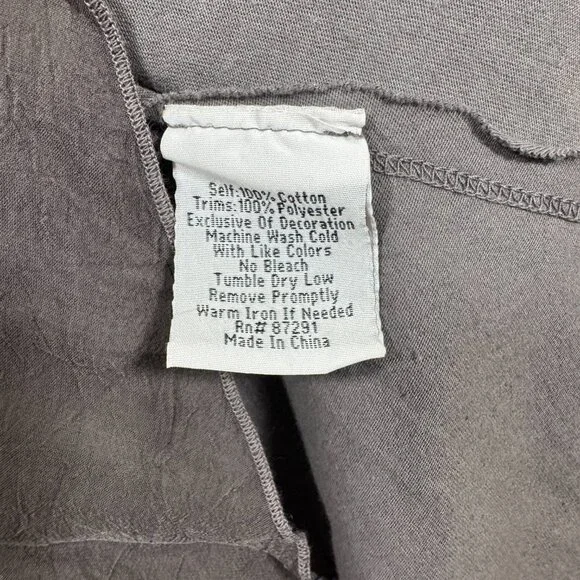 Self:100% Cotton
Trims:100% Polyester
Exclusive Of Decoration
Machine Wash Cold
With Like Colors
No Bleach
Tumble Dry Low
Remove Promptly
Warm Iron If Needed
Rn# 87291
Made In China